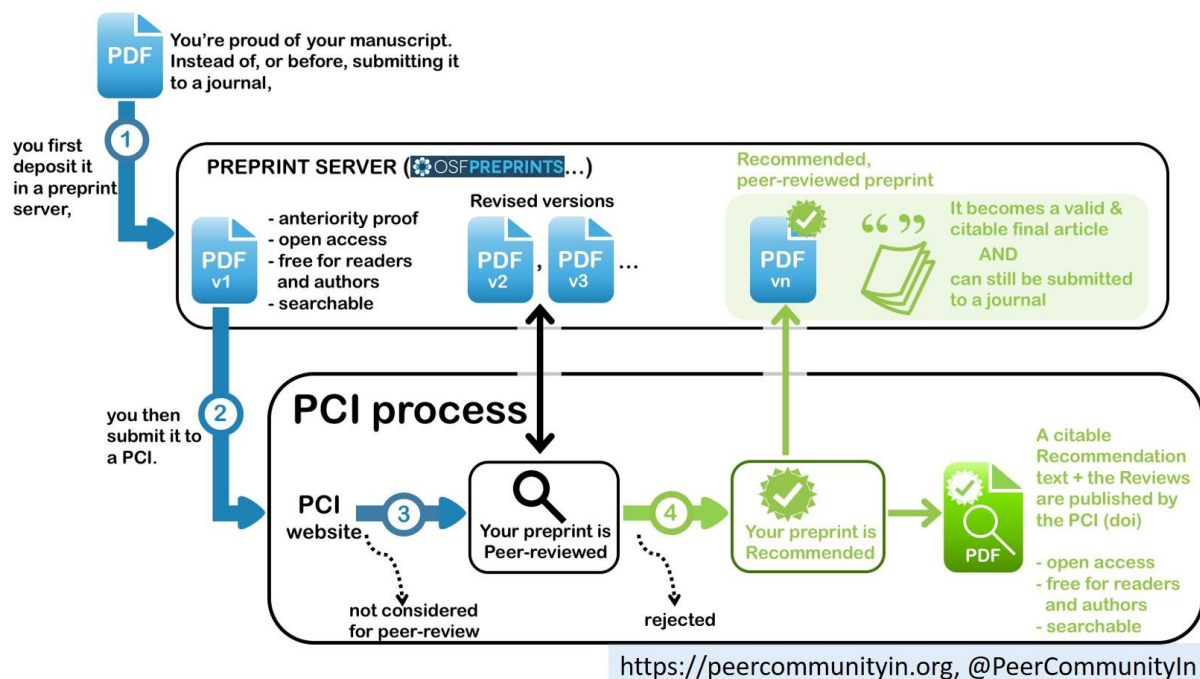 PDF
You're proud of your manuscript.
Instead of, or before, submitting it
to a journal,
1
you first
deposit it
in a preprint
server,
PREPRINT SERVER (OSFPREPRINTS...)
PDF
v1
- anteriority proof
- open access
- free for readers
and authors
- searchable
Revised versions
PDF
v2
,
PDF
v3
...
Recommended,
peer-reviewed preprint
PDF
vn
“ ”
It becomes a valid &
citable final article
AND
can still be submitted
to a journal
2
you then
submit it to
a PCI.
PCI process
PCI
website
3
not considered
for peer-review
Your preprint is
Peer-reviewed
4
rejected
Your preprint is
Recommended
PDF
A citable
Recommendation
text + the Reviews
are published by
the PCI (doi)
- open access
- free for readers
and authors
- searchable
https://peercommunityin.org, @PeerCommunityIn